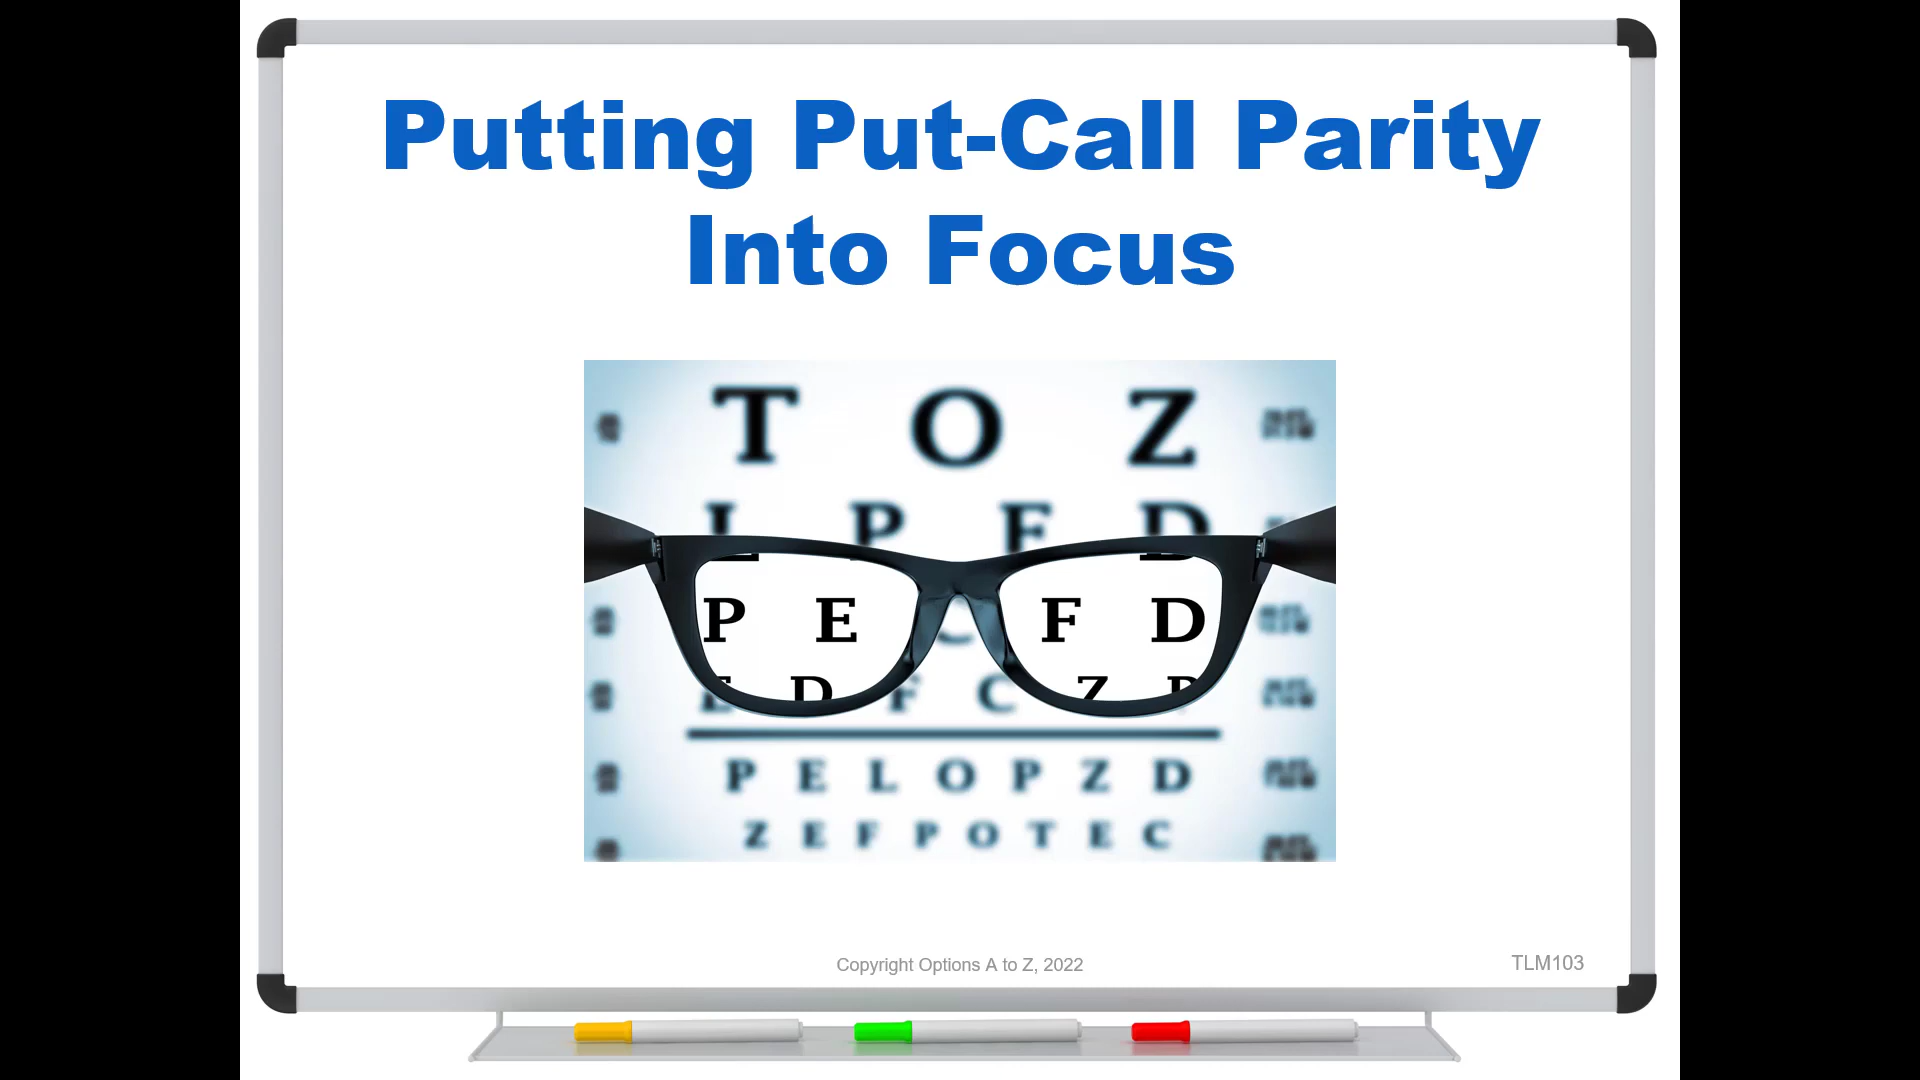 Putting Put-Call Parity
Into Focus
T O Z
L P F D
P E C F D
E D F C Z P
P E L O P Z D
Z E F P O T E C
Copyright Options A to Z, 2022
TLM103